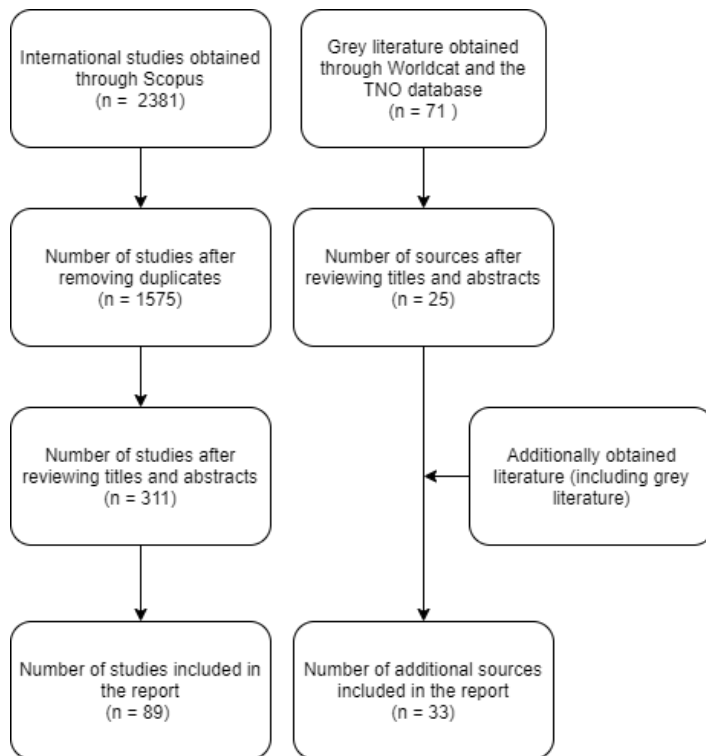 International studies obtained
through Scopus
(n =  2381)
Grey literature obtained
through Worldcat and the
TNO database
(n = 71 )
Number of studies after
removing duplicates
(n = 1575)
Number of sources after
reviewing titles and abstracts
(n = 25)
Number of studies after
reviewing titles and abstracts
(n = 311)
Additionally obtained
literature (including grey
literature)
Number of studies included in
the report
(n = 89)
Number of additional sources
included in the report
(n = 33)